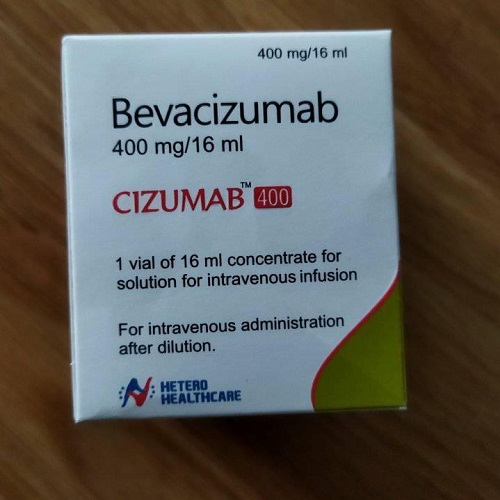 400 mg/16 ml
Bevacizumab
400 mg/16 ml
CIZUMAB™ 400
1 vial of 16 ml concentrate for
solution for intravenous infusion
For intravenous administration
after dilution.
HETERO
HEALTHCARE